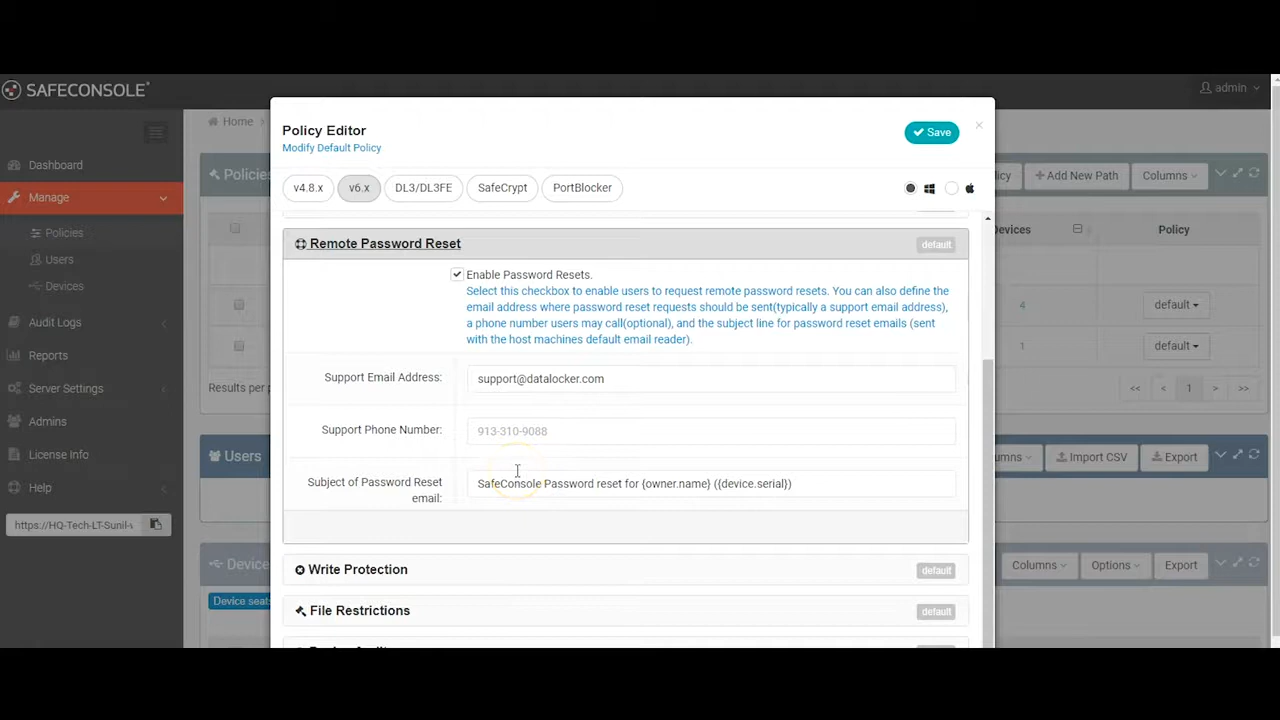 SAFECONSOLE
admin
Home
Policy Editor
Modify Default Policy
Save
v4.8.x
v6.x
DL3/DL3FE
SafeCrypt
PortBlocker
Dashboard
Manage
Policies
Users
Devices
Audit Logs
Reports
Server Settings
Admins
License Info
Help
https://HQ-Tech-LT-Sunil-
Policies
Add New Path
Columns
Devices
Policy
4
default
1
default
Results per
<<
<
1
>
>>
Remote Password Reset
default
Enable Password Resets.
Select this checkbox to enable users to request remote password resets. You can also define the
email address where password reset requests should be sent(typically a support email address),
a phone number users may call(optional), and the subject line for password reset emails (sent
with the host machines default email reader).
Support Email Address:
support@datalocker.com
Support Phone Number:
913-310-9088
Subject of Password Reset
email:
SafeConsole Password reset for {owner.name} ({device.serial})
Write Protection
default
File Restrictions
default
Users
Import CSV
Export
Device
Columns
Options
Export
Device seat